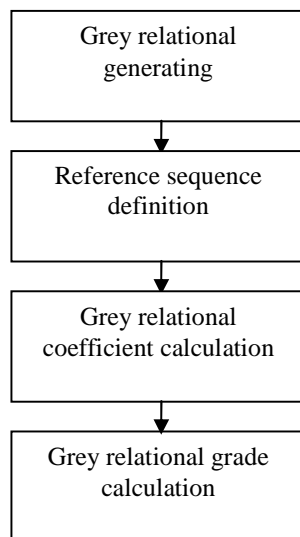 Grey relational
generating
Reference sequence
definition
Grey relational
coefficient calculation
Grey relational grade
calculation